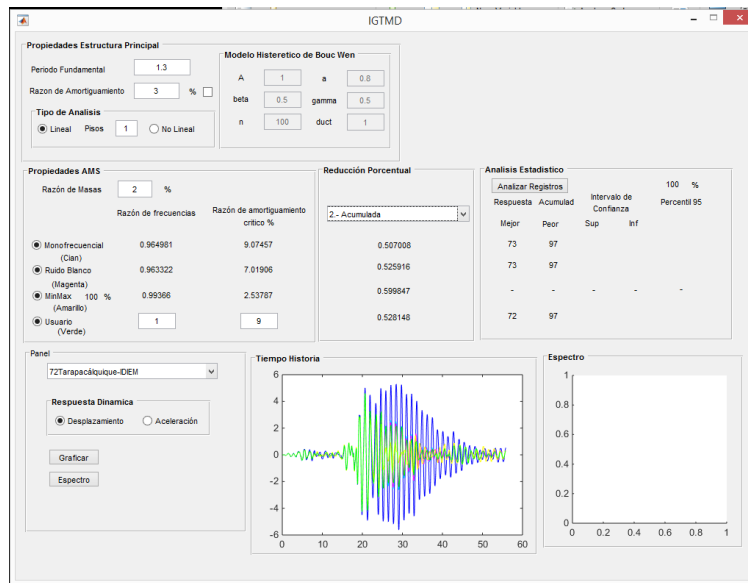 IGTMD
Propiedades Estructura Principal
Periodo Fundamental 1.3
Razon de Amortiguamiento 3 %
Tipo de Analisis
Lineal Pisos 1 No Lineal
Modelo Histeretico de Bouc Wen
A 1 a 0.8
beta 0.5 gamma 0.5
n 100 duct 1
Propiedades AMS
Razón de Masas 2 %
Razón de frecuencias Razón de amortiguamiento
critico %
Monofrecuencial 0.964981 9.07457
(Cian)
Ruido Blanco 0.963322 7.01906
(Magenta)
MinMax 100 % 0.99366 2.53787
(Amarillo)
Usuario 1 9
(Verde)
Reducción Porcentual
2.- Acumulada
0.507008
0.525916
0.599847
0.528148
Analisis Estadistico
Analizar Registros 100 %
Respuesta Acumulad Intervalo de Confianza Percentil 95
Mejor Peor Sup Inf
73 97
73 97
- - - - -
72 97
Panel
72Tarapacálquique-IDIEM
Respuesta Dinamica
Desplazamiento Aceleración
Graficar
Espectro
Tiempo Historia
6
4
2
0
-2
-4
-6
0 10 20 30 40 50 60
Espectro
1
0.8
0.6
0.4
0.2
0
0 0.2 0.4 0.6 0.8 1